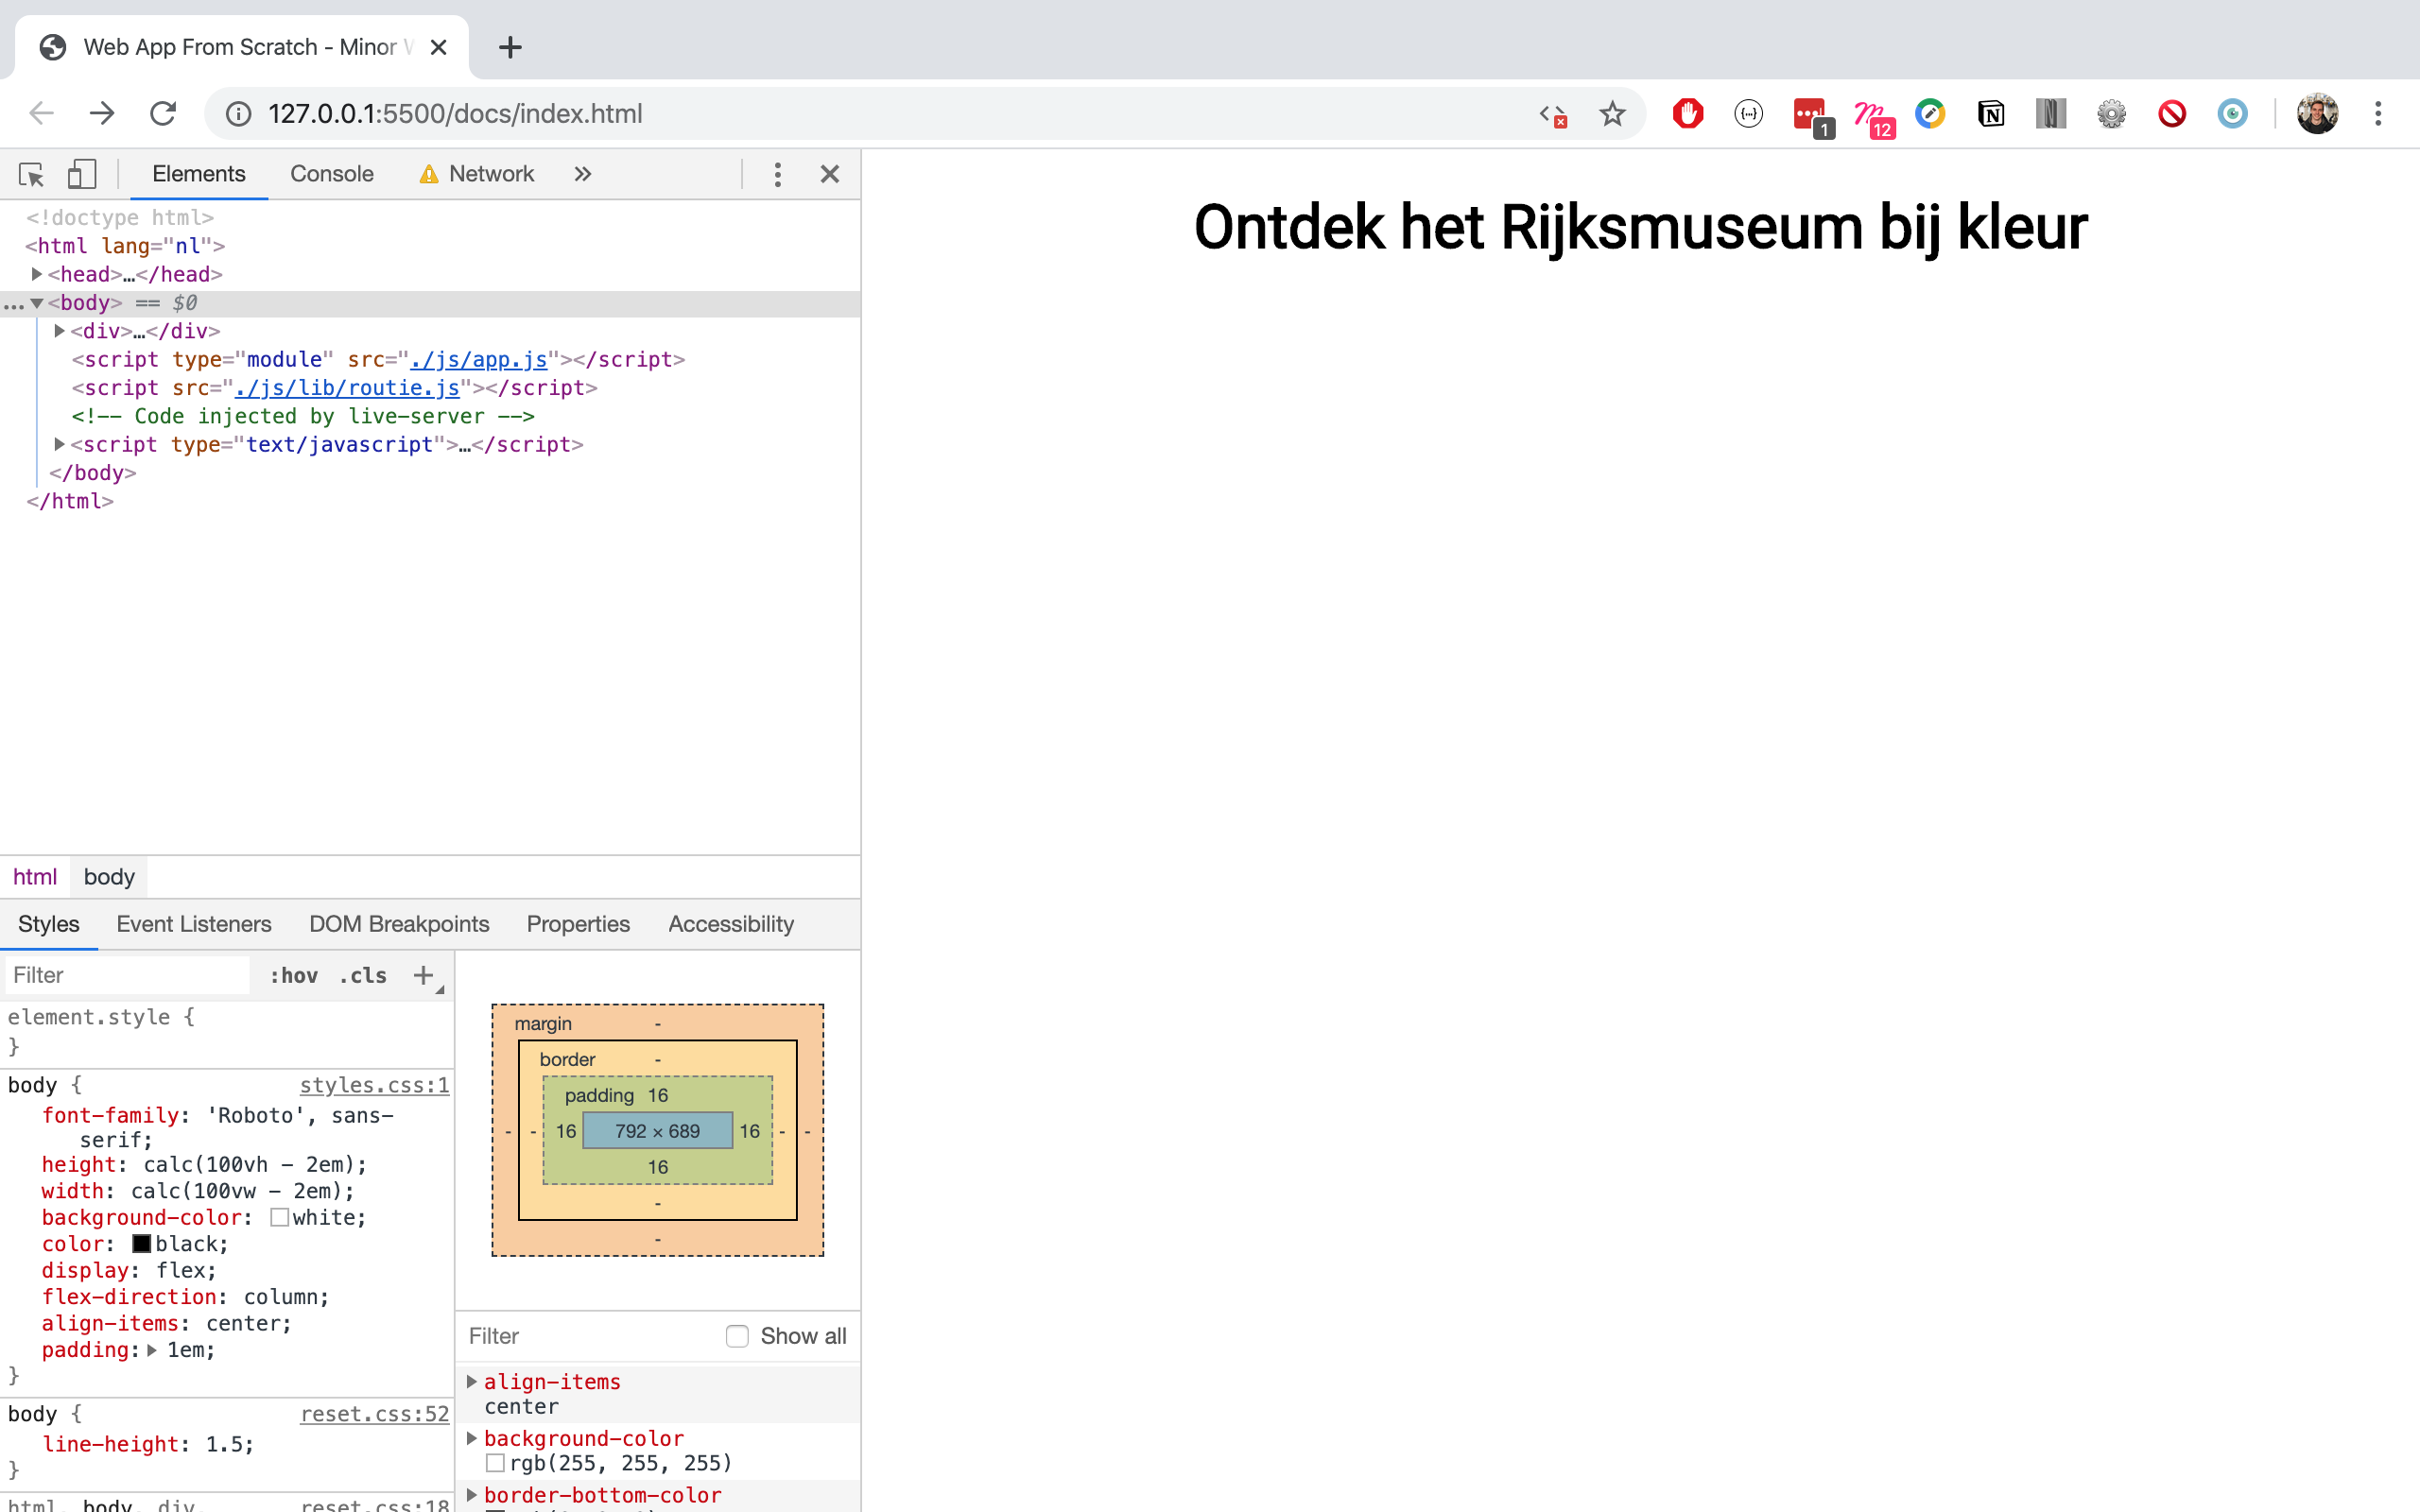 Web App From Scratch - Minor W
127.0.0.1:5500/docs/index.html
1
12
Elements Console Network
<!doctype html>
<html lang="nl">
<head>…</head>
… <body> == $0
<div>…</div>
<script type="module" src="./js/app.js"></script>
<script src="./js/lib/routie.js"></script>
<!-- Code injected by live-server -->
<script type="text/javascript">…</script>
</body>
</html>
html body
Styles Event Listeners DOM Breakpoints Properties Accessibility
Filter :hov .cls +
element.style {
}
body { styles.css:1
font-family: 'Roboto', sans-
serif;
height: calc(100vh - 2em);
width: calc(100vw - 2em);
background-color: white;
color: black;
display: flex;
flex-direction: column;
align-items: center;
padding: 1em;
}
body { reset.css:52
line-height: 1.5;
}
html, body, div, reset.css:18
margin -
border -
padding 16
- - 16 792 × 689 16 - -
16
-
-
Filter Show all
align-items
center
background-color
rgb(255, 255, 255)
border-bottom-color
Ontdek het Rijksmuseum bij kleur